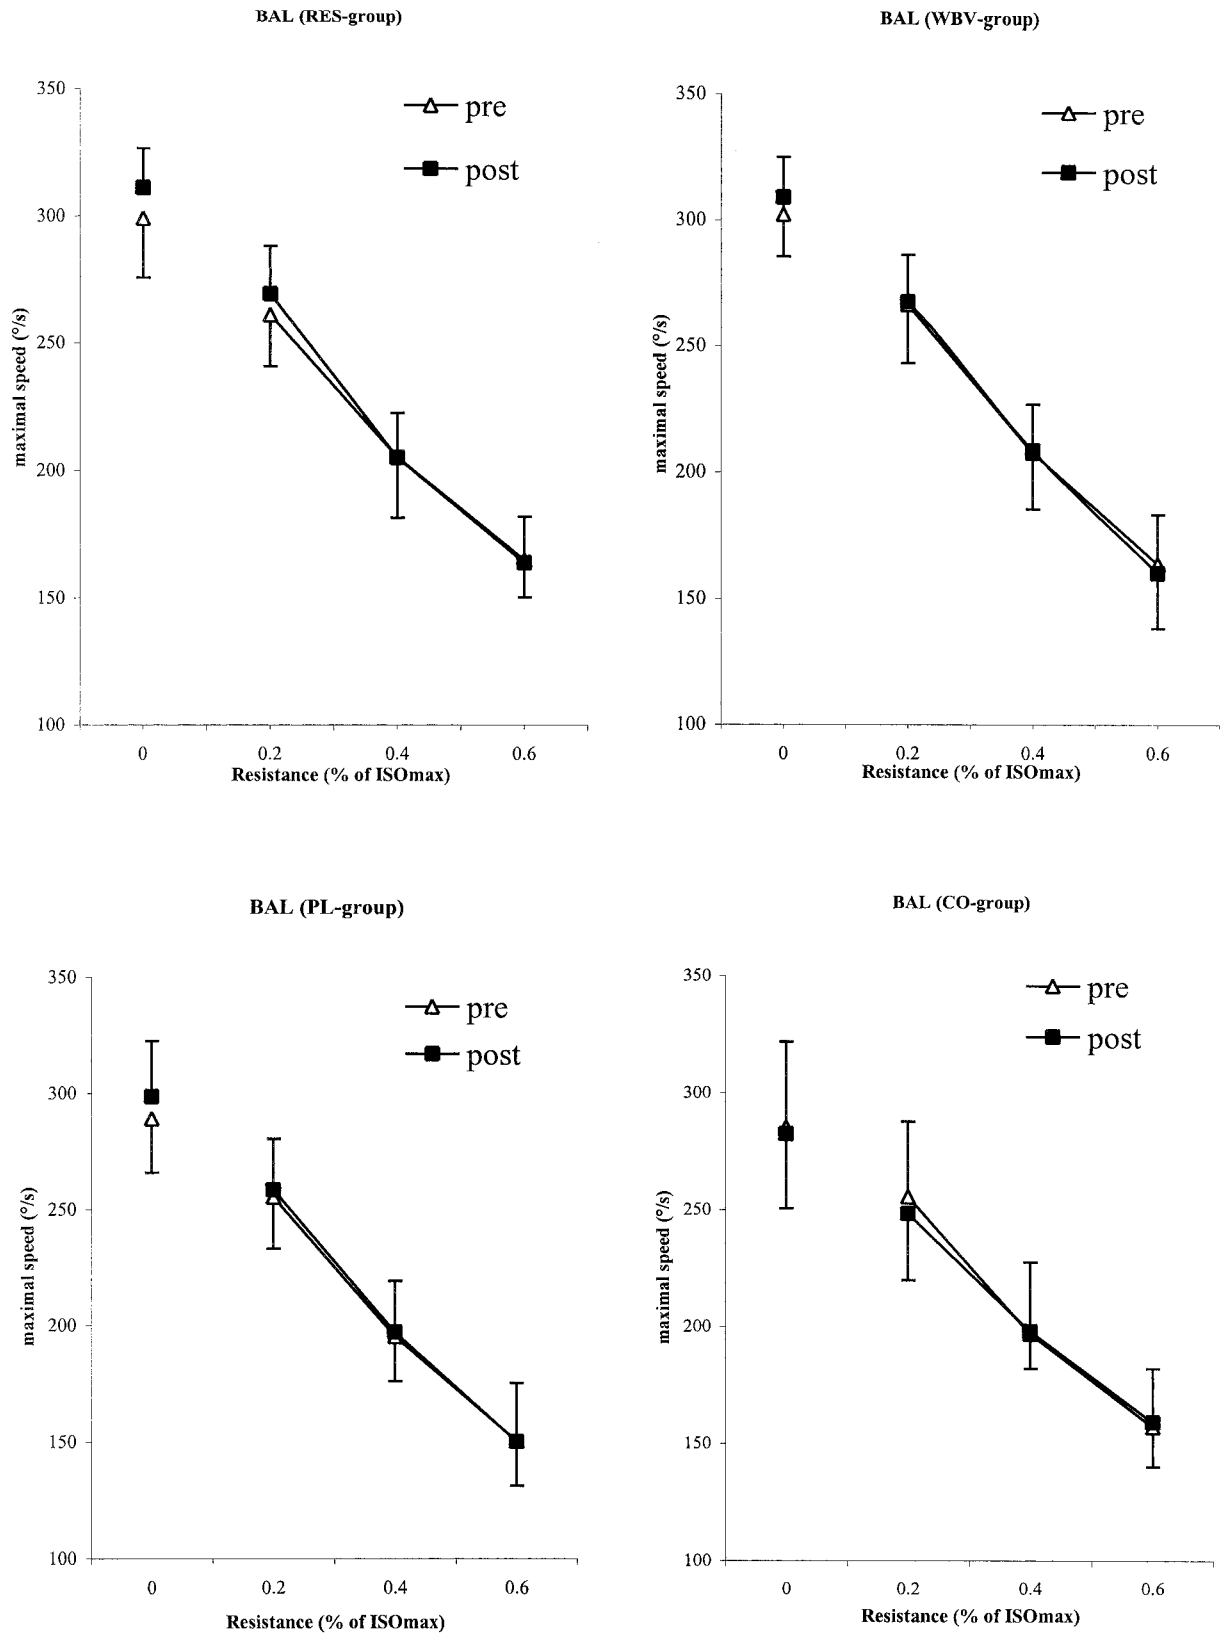 BAL (RES-group)
350
300
250
200
150
100
maximal speed (°/s)
pre
post
0 0.2 0.4 0.6
Resistance (% of ISOmax)
BAL (WBV-group)
350
300
250
200
150
100
maximal speed (°/s)
pre
post
0 0.2 0.4 0.6
Resistance (% of ISOmax)
BAL (PL-group)
350
300
250
200
150
100
maximal speed (°/s)
pre
post
0 0.2 0.4 0.6
Resistance (% of ISOmax)
BAL (CO-group)
350
300
250
200
150
100
maximal speed (°/s)
pre
post
0 0.2 0.4 0.6
Resistance (% of ISOmax)